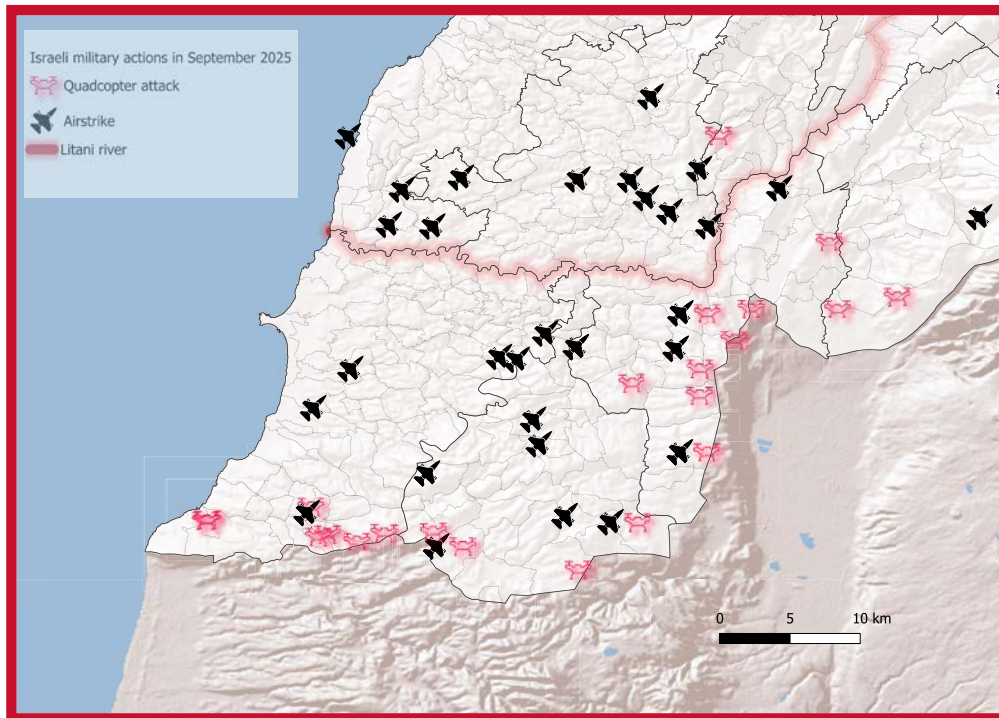 Israeli military actions in September 2025
Quadcopter attack
Airstrike
Litani river
0 5 10 km